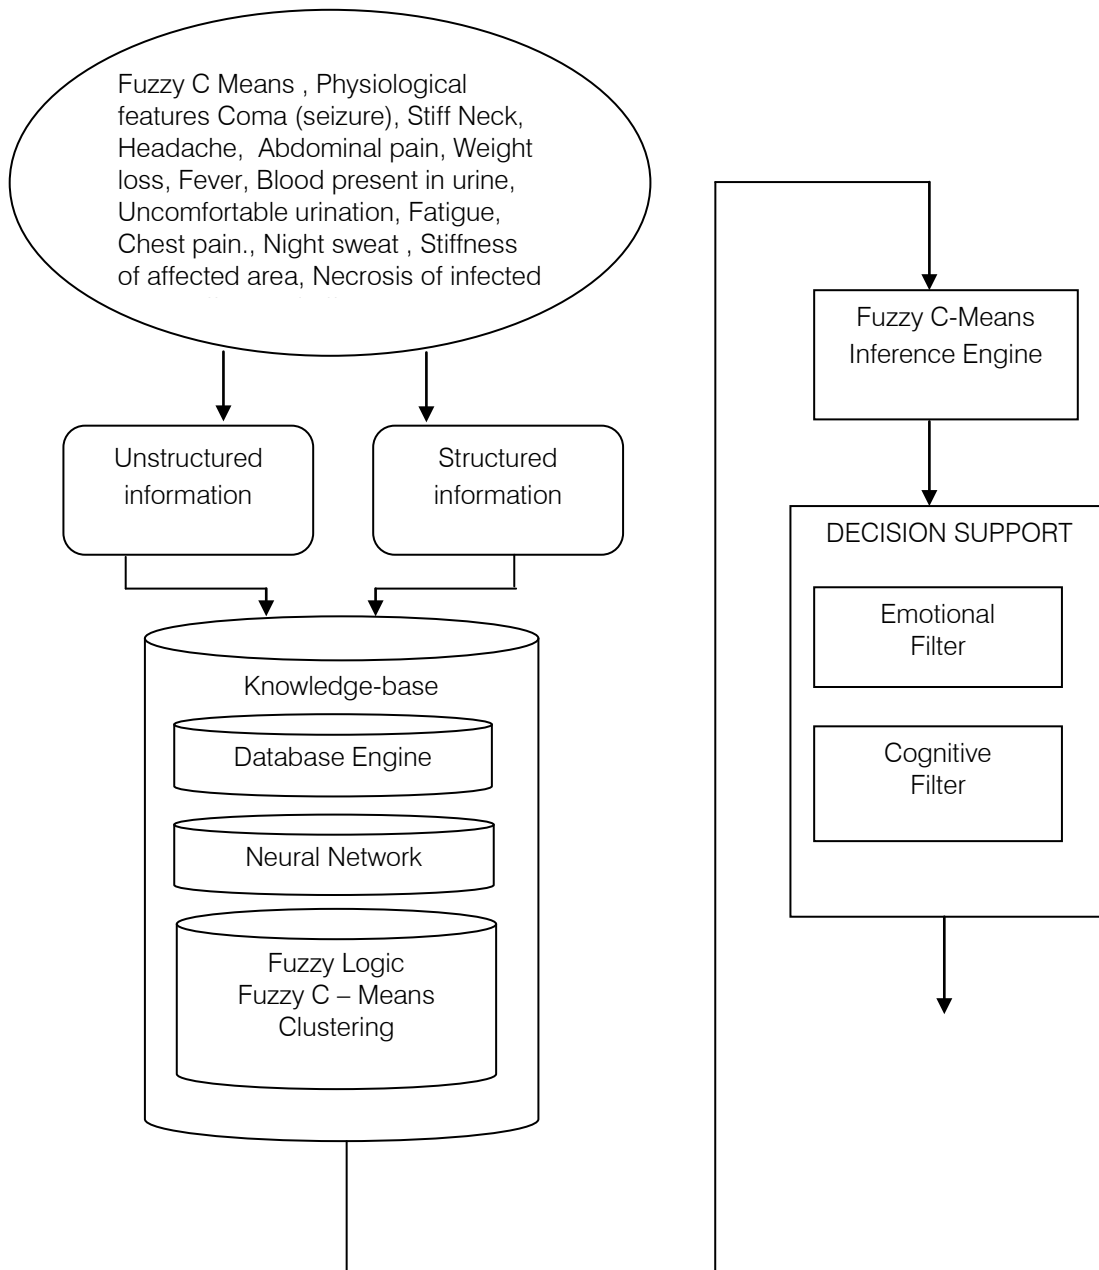 Fuzzy C Means , Physiological
features Coma (seizure), Stiff Neck,
Headache, Abdominal pain, Weight
loss, Fever, Blood present in urine,
Uncomfortable urination, Fatigue,
Chest pain., Night sweat , Stiffness
of affected area, Necrosis of infected
Unstructured
information
Structured
information
Knowledge-base
Database Engine
Neural Network
Fuzzy Logic
Fuzzy C – Means
Clustering
Fuzzy C-Means
Inference Engine
DECISION SUPPORT
Emotional
Filter
Cognitive
Filter